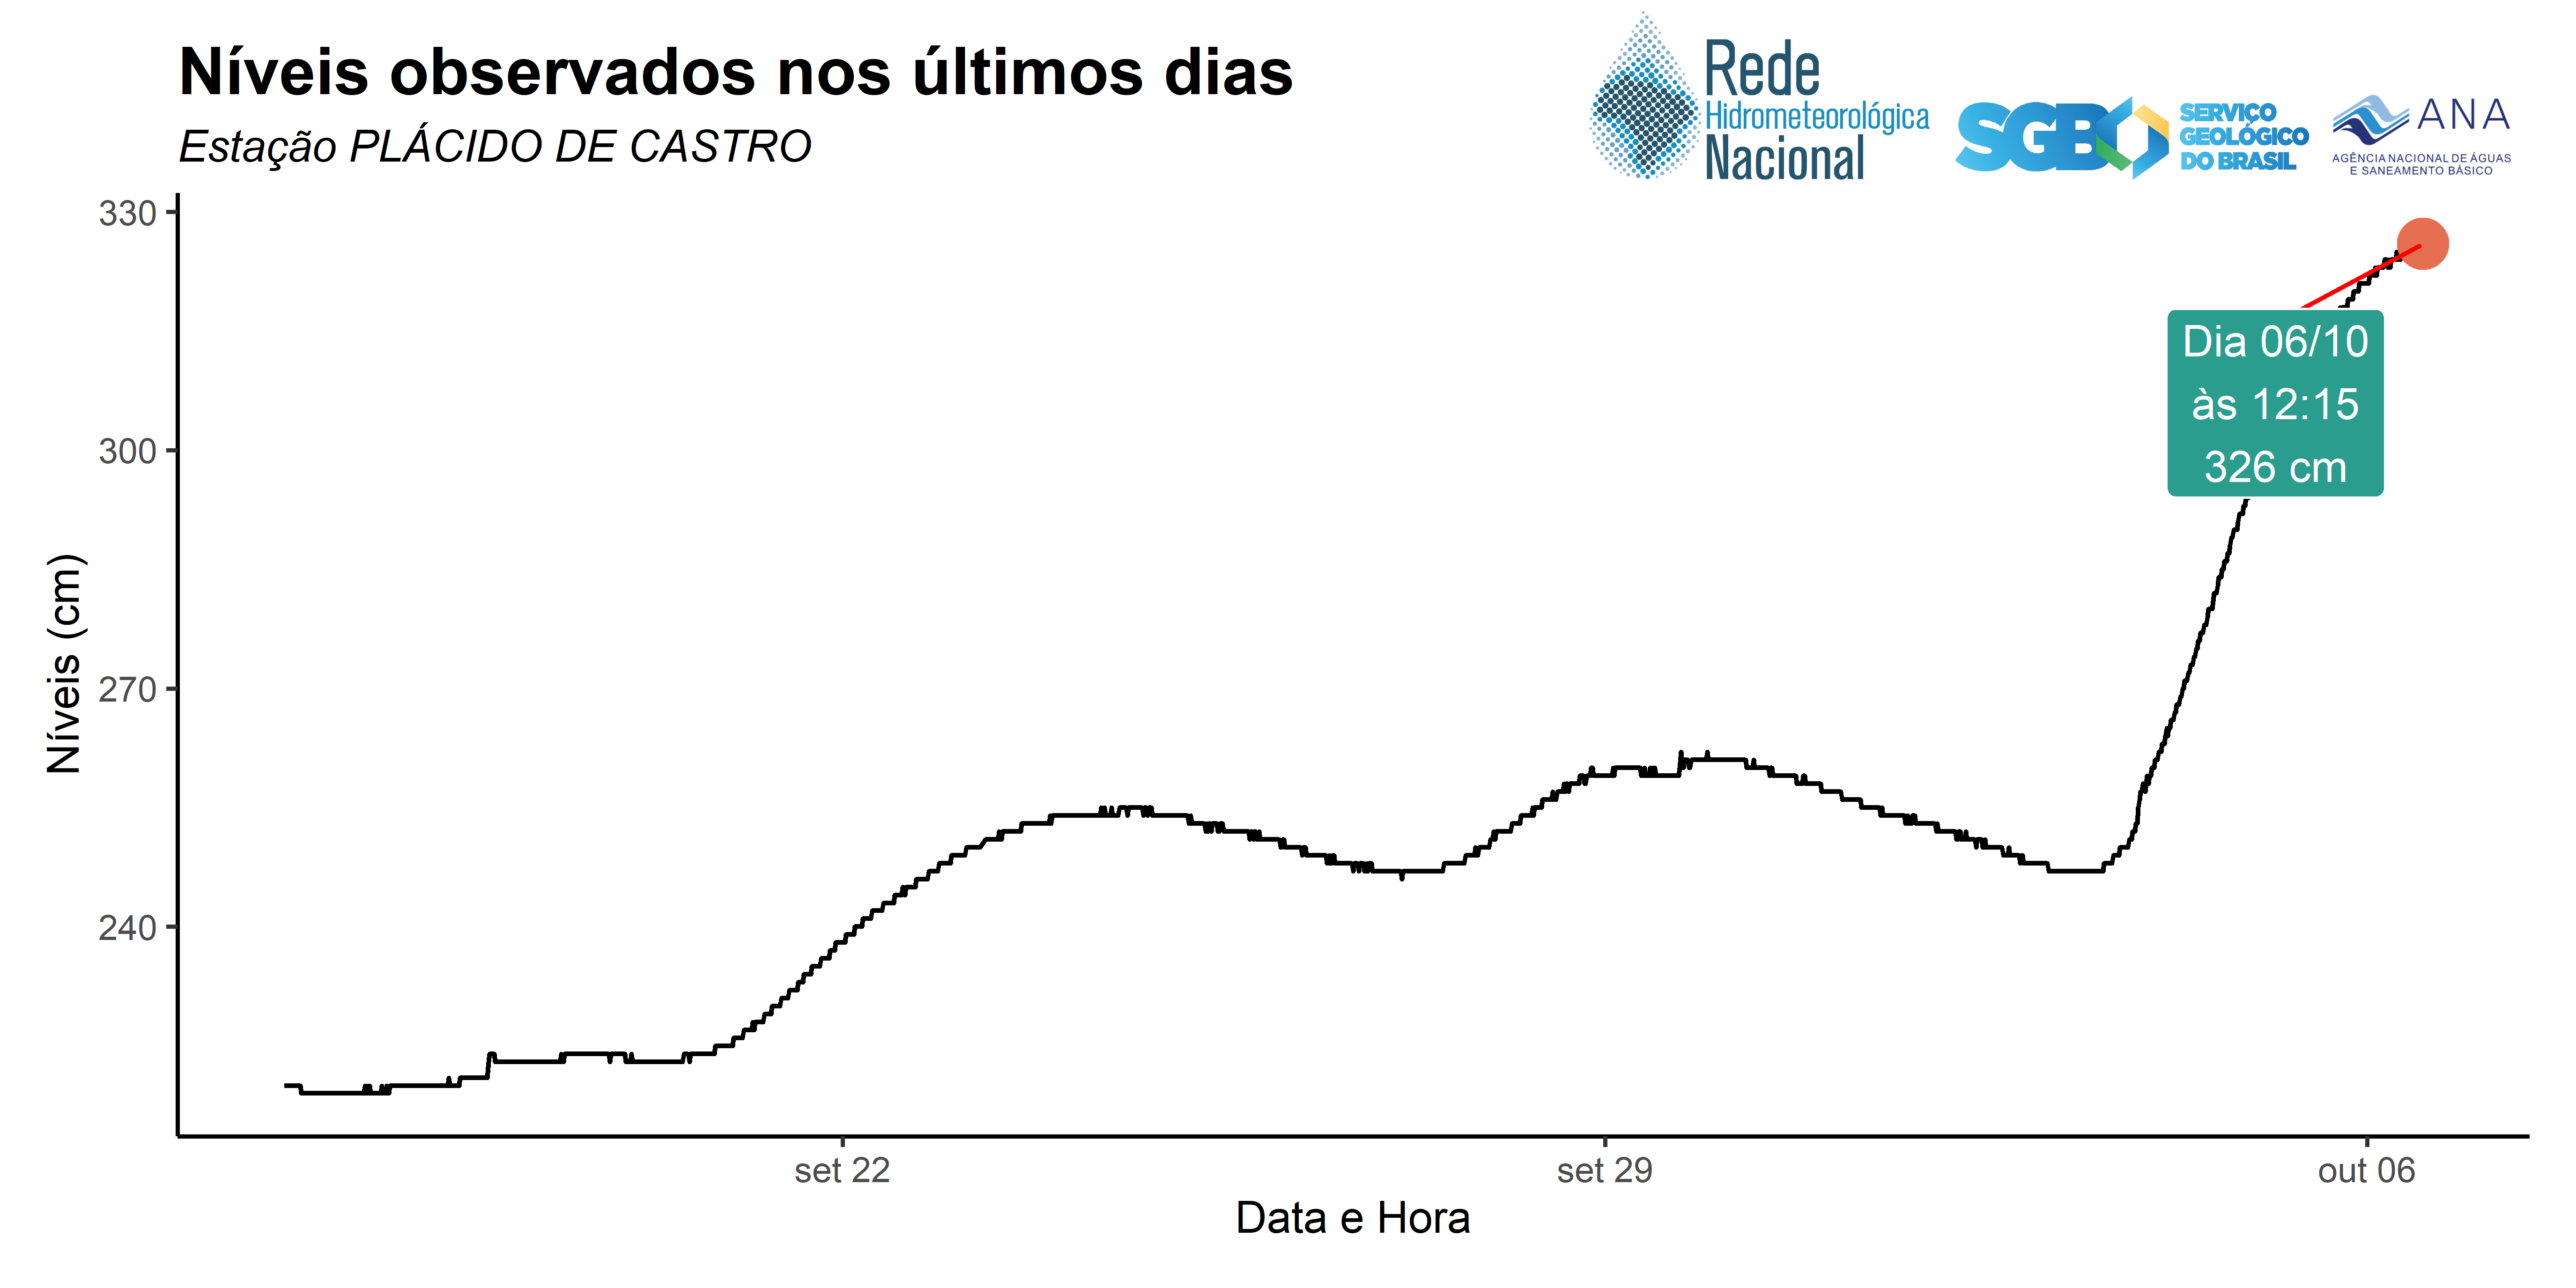 Níveis observados nos últimos dias
Estação PLÁCIDO DE CASTRO
Rede
Hidrometeorológica
Nacional
SGB
SERVIÇO
GEOLÓGICO
DO BRASIL
ANA
AGÊNCIA NACIONAL DE ÁGUAS
E SANEAMENTO BÁSICO
330
300
270
240
Níveis (cm)
Dia 06/10
às 12:15
326 cm
set 22
set 29
out 06
Data e Hora